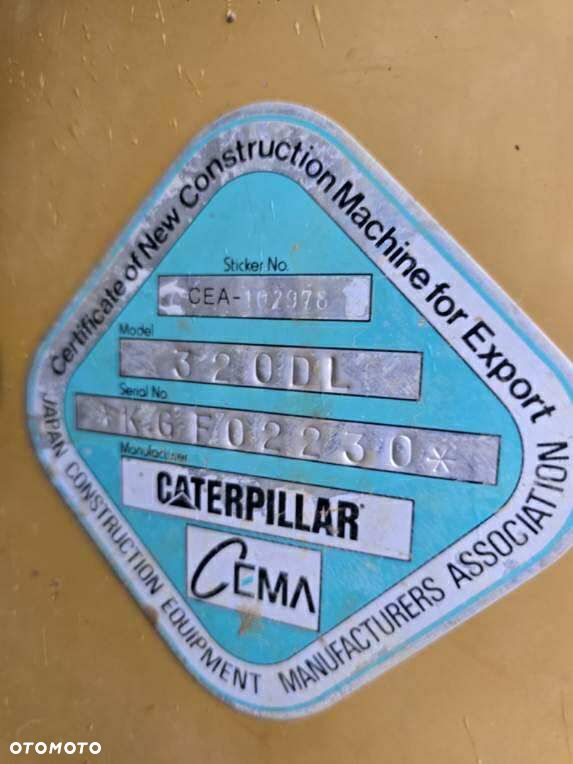 Certificate of New Construction Machine for Export
Sticker No.
CEA-102978
Model
320DL
Serial No.
*KGF02230*
Manufacturer
CATERPILLAR
CEMA
JAPAN CONSTRUCTION EQUIPMENT MANUFACTURERS ASSOCIATION
OTOMOTO